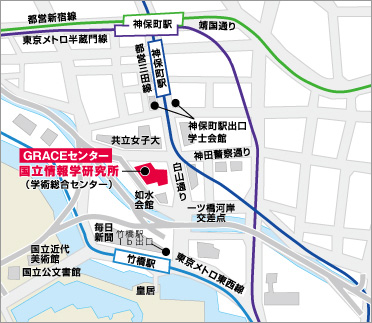 都営新宿線
神保町駅
靖国通り
東京メトロ半蔵門線
都営三田線
神保町駅
神保町駅出口
学士会館
共立女子大
神田警察通り
GRACEセンター
国立情報学研究所
（学術総合センター）
白山通り
如水
会館
一ツ橋河岸
交差点
毎日
新聞
竹橋駅
1b出口
国立近代
美術館
竹橋駅
東京メトロ東西線
国立公文書館
皇居